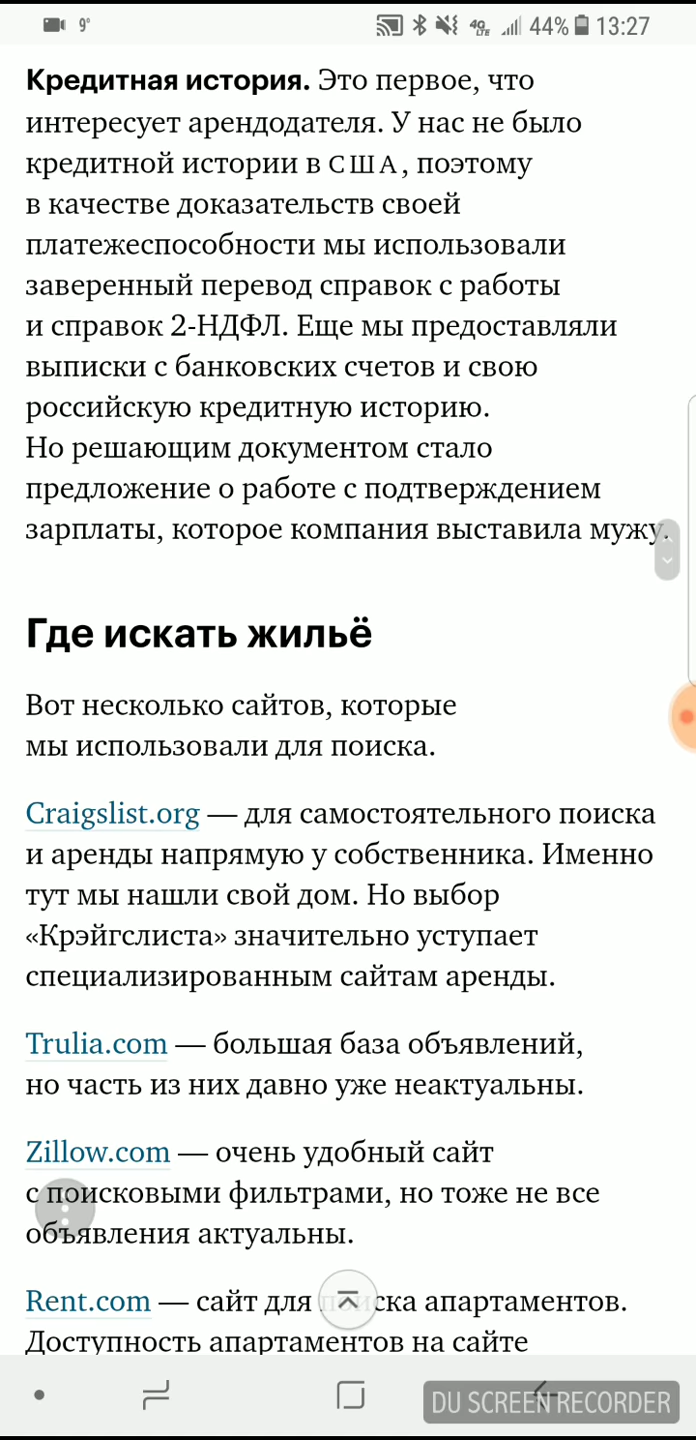 9°
4G LTE 44% 13:27
Кредитная история. Это первое, что
интересует арендодателя. У нас не было
кредитной истории в США, поэтому
в качестве доказательств своей
платежеспособности мы использовали
заверенный перевод справок с работы
и справок 2-НДФЛ. Еще мы предоставляли
выписки с банковских счетов и свою
российскую кредитную историю.
Но решающим документом стало
предложение о работе с подтверждением
зарплаты, которое компания выставила мужу.
Где искать жильё
Вот несколько сайтов, которые
мы использовали для поиска.
Craigslist.org — для самостоятельного поиска
и аренды напрямую у собственника. Именно
тут мы нашли свой дом. Но выбор
«Крэйгслиста» значительно уступает
специализированным сайтам аренды.
Trulia.com — большая база объявлений,
но часть из них давно уже неактуальны.
Zillow.com — очень удобный сайт
с поисковыми фильтрами, но тоже не все
объявления актуальны.
Rent.com — сайт для поиска апартаментов.
Доступность апартаментов на сайте
DU SCREEN RECORDER